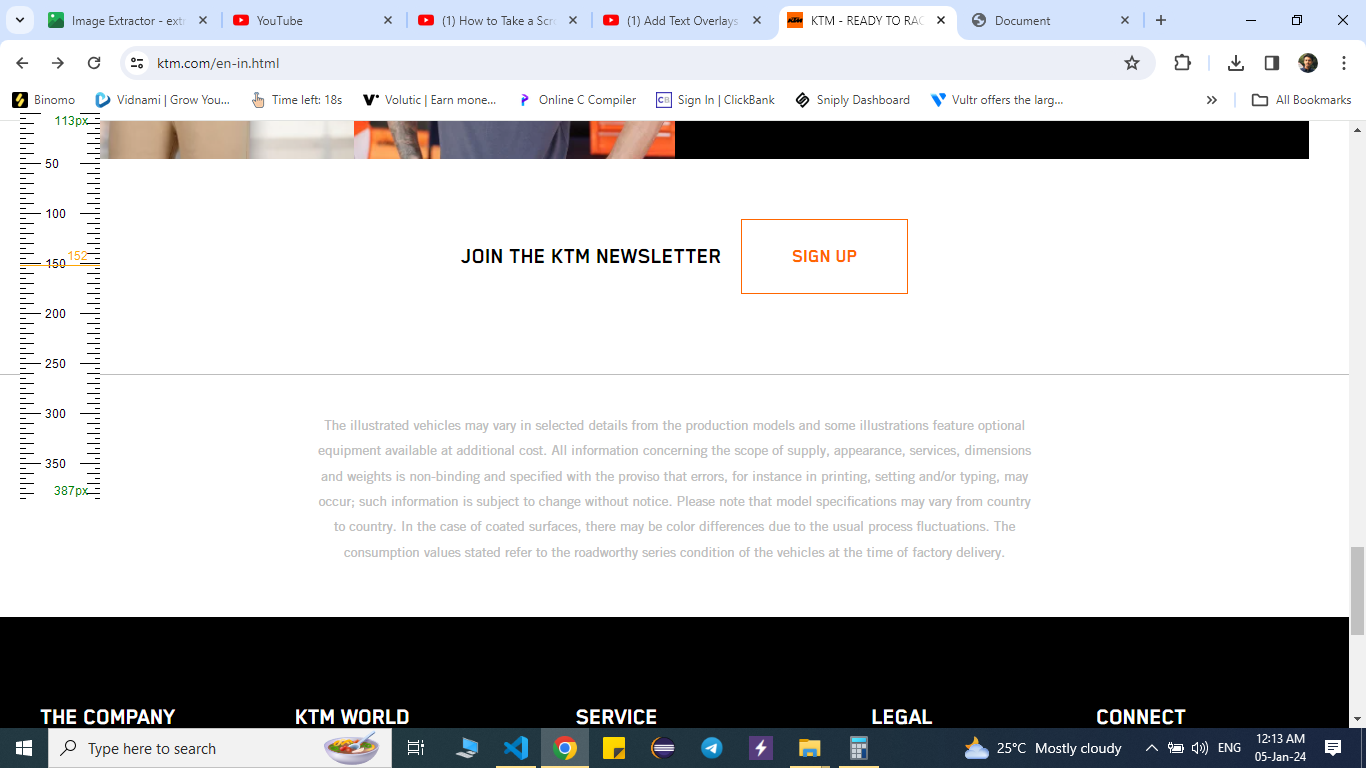 Image Extractor - extr
YouTube
(1) How to Take a Scr
(1) Add Text Overlays
KTM - READY TO RAC
Document
ktm.com/en-in.html
Binomo
Vidnami | Grow You...
Time left: 18s
Volutic | Earn mone...
Online C Compiler
CB
Sign In | ClickBank
Sniply Dashboard
Vultr offers the larg...
All Bookmarks
113px
50
100
152
150
200
250
300
350
387px
JOIN THE KTM NEWSLETTER
SIGN UP
The illustrated vehicles may vary in selected details from the production models and some illustrations feature optional
equipment available at additional cost. All information concerning the scope of supply, appearance, services, dimensions
and weights is non-binding and specified with the proviso that errors, for instance in printing, setting and/or typing, may
occur; such information is subject to change without notice. Please note that model specifications may vary from country
to country. In the case of coated surfaces, there may be color differences due to the usual process fluctuations. The
consumption values stated refer to the roadworthy series condition of the vehicles at the time of factory delivery.
THE COMPANY
KTM WORLD
SERVICE
LEGAL
CONNECT
Type here to search
25°C Mostly cloudy
ENG
12:13 AM
05-Jan-24